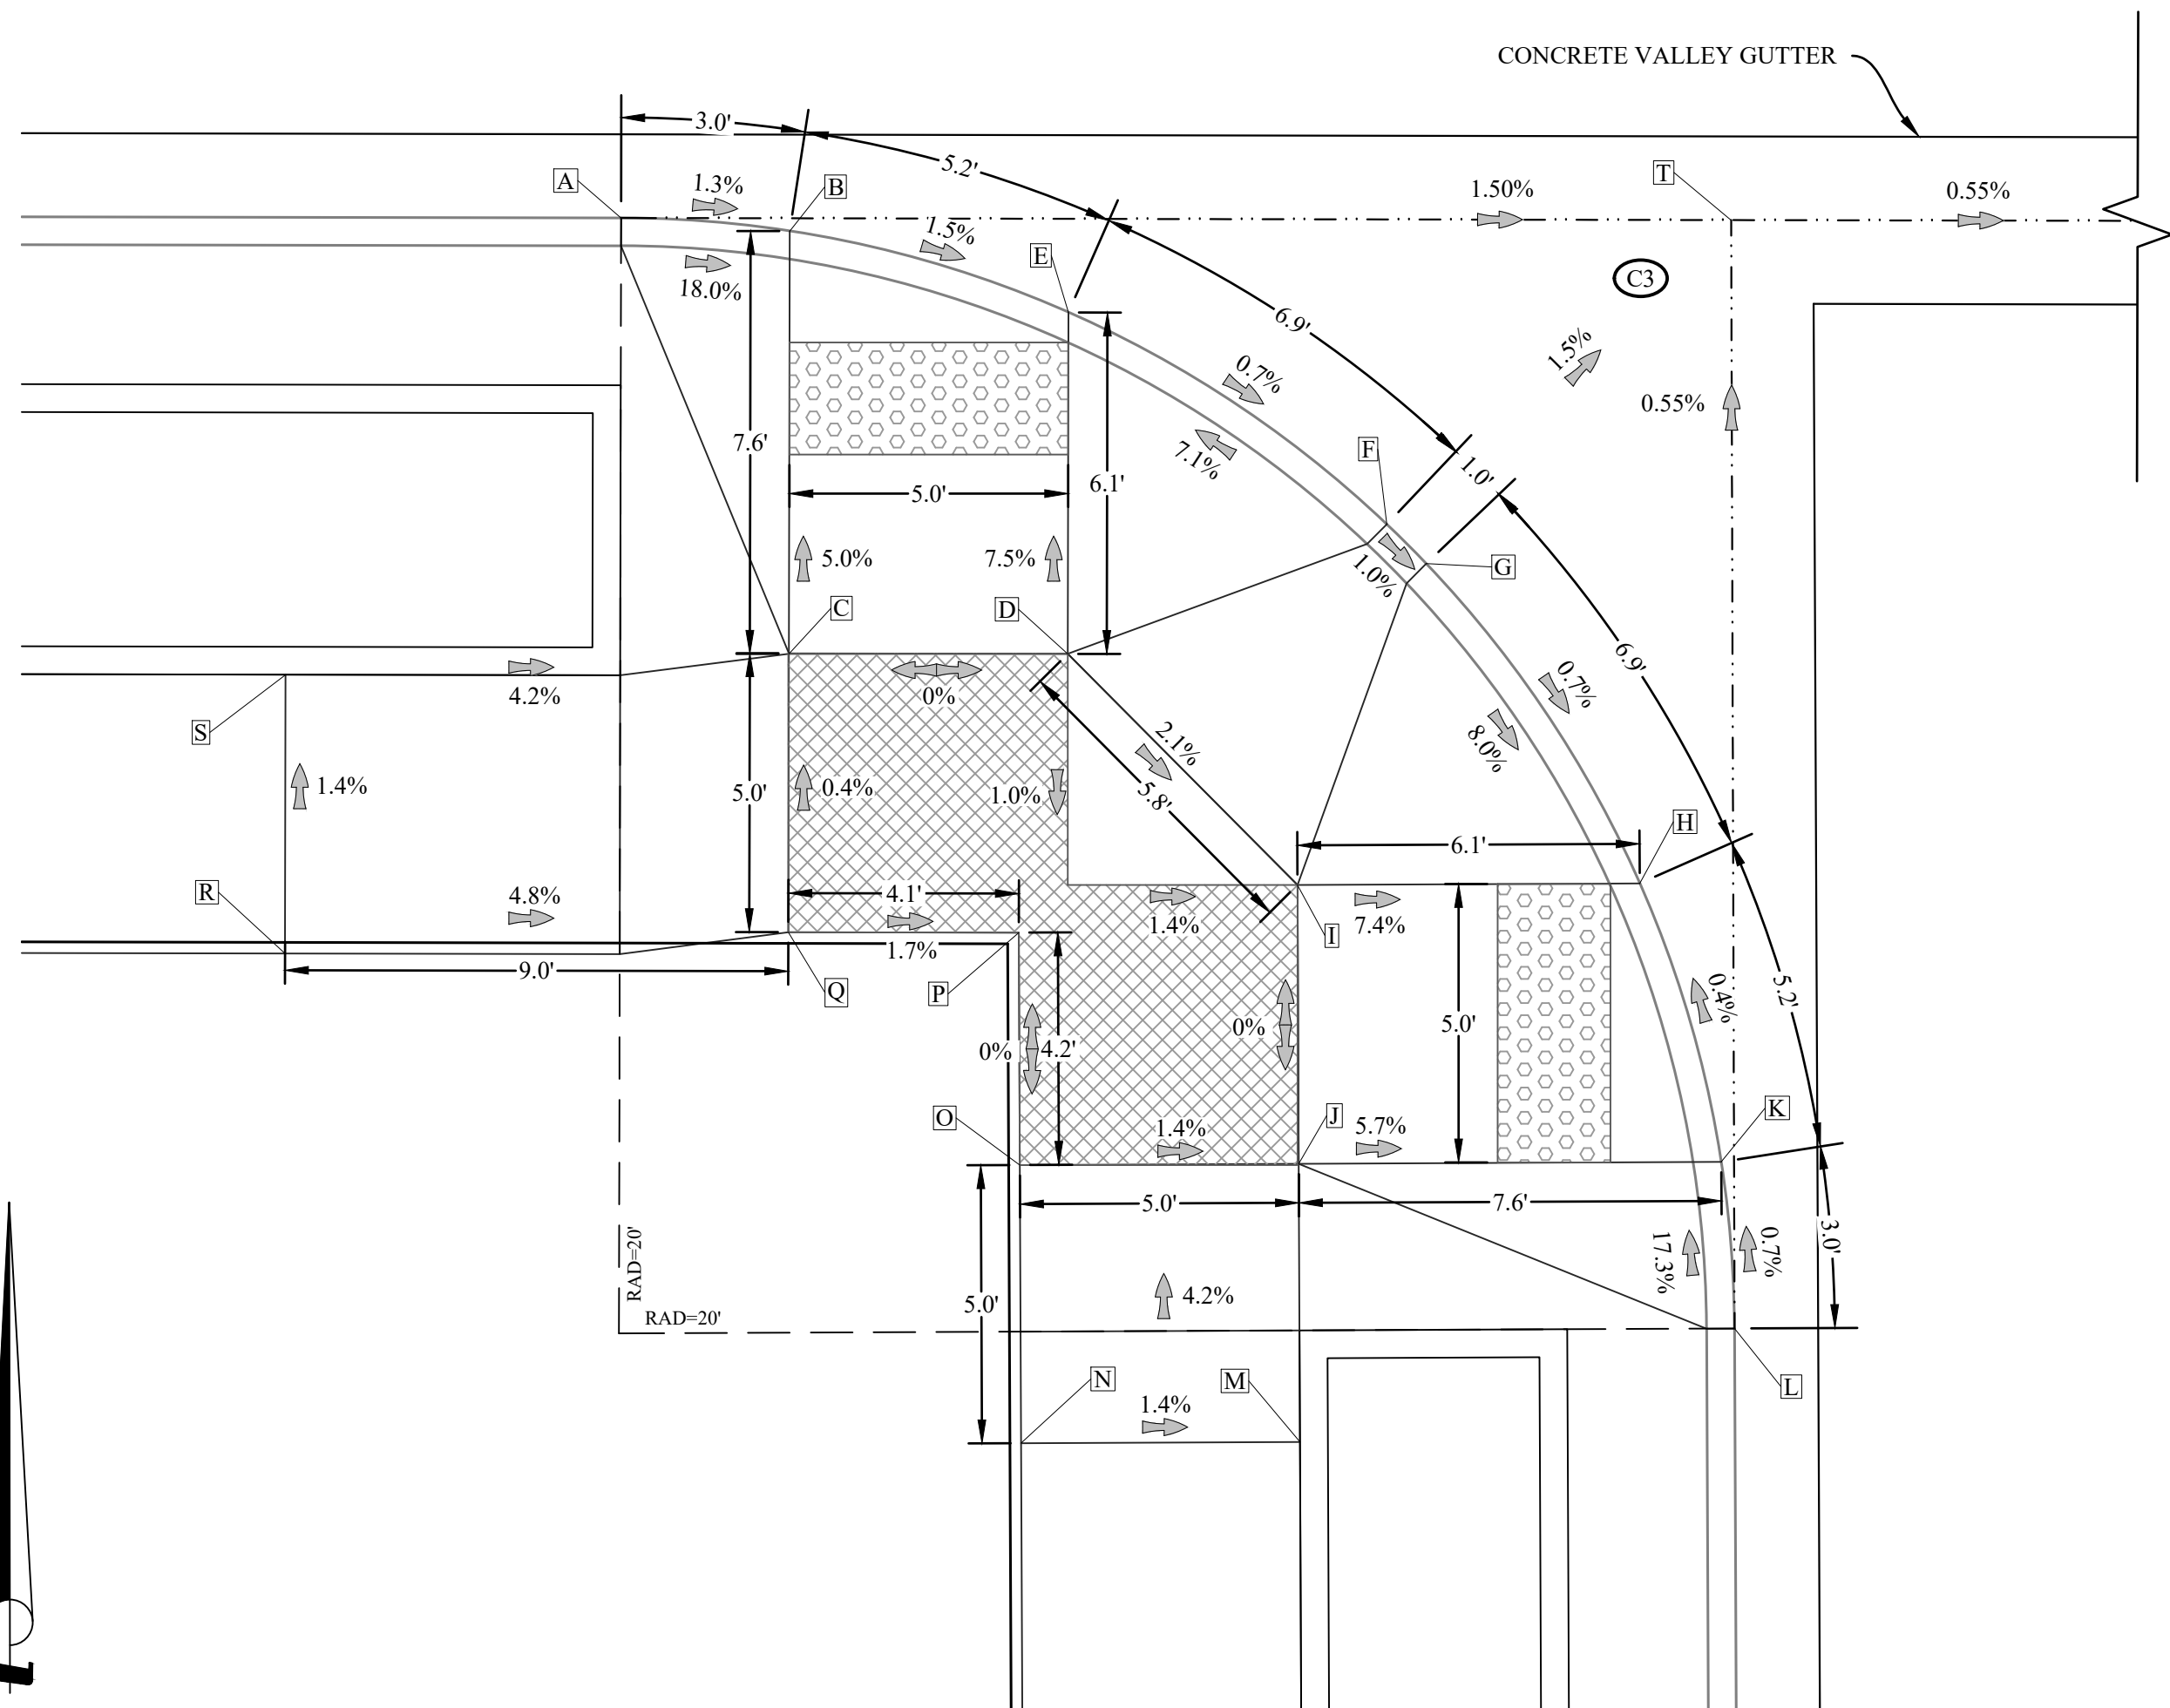 CONCRETE VALLEY GUTTER
3.0'
5.2'
A
1.3%
B
T
1.50%
0.55%
1.5%
E
C3
18.0%
6.9'
1.5%
0.7%
0.55%
7.6'
7.1%
F
1.0'
5.0'
6.1'
5.0%
7.5%
1.0%
G
C
D
6.9'
4.2%
0%
0.7%
S
2.1%
8.0%
1.4%
5.0'
0.4%
1.0%
5.8'
H
6.1'
R
4.8%
4.1'
1.4%
I
7.4%
1.7%
9.0'
Q
P
0.4%
5.2'
0%
4.2'
0%
5.0'
O
1.4%
J
5.7%
K
5.0'
7.6'
RAD=20'
17.3%
0.7%
3.0'
5.0'
4.2%
RAD=20'
N
M
L
1.4%